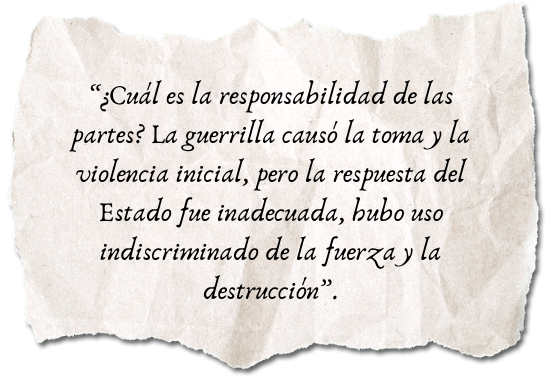 “¿Cuál es la responsabilidad de las
partes? La guerrilla causó la toma y la
violencia inicial, pero la respuesta del
Estado fue inadecuada, hubo uso
indiscriminado de la fuerza y la
destrucción”.